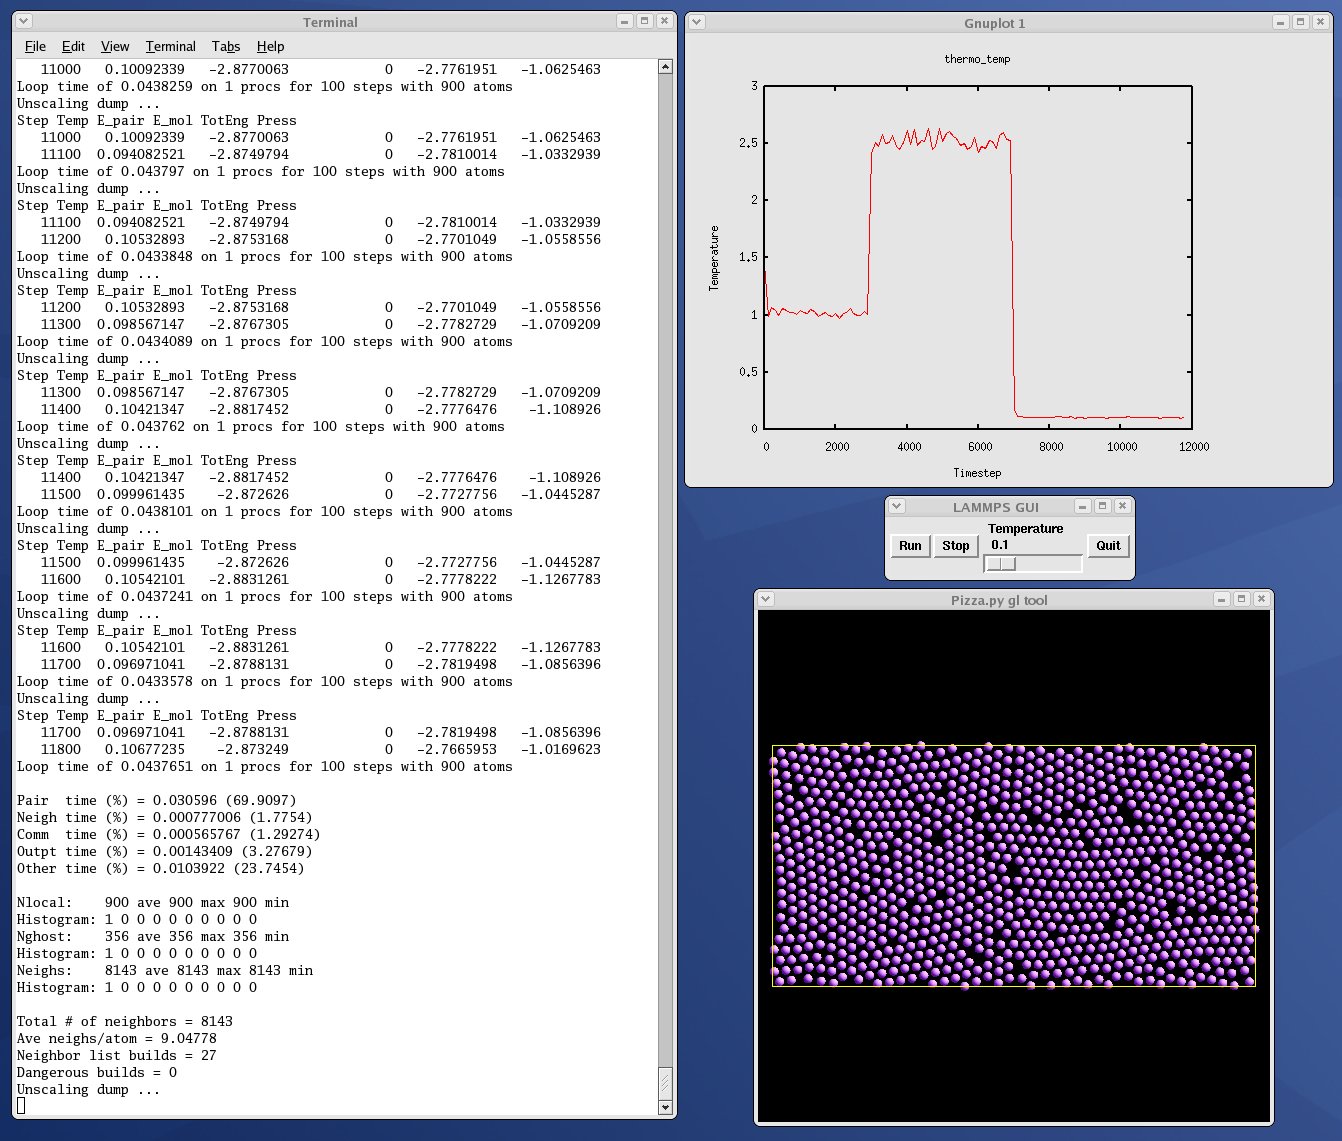 Terminal
File Edit View Terminal Tabs Help
11000 0.10092339 -2.8770063 0 -2.7761951 -1.0625463
Loop time of 0.0438259 on 1 procs for 100 steps with 900 atoms
Unscaling dump ...
Step Temp E_pair E_mol TotEng Press
11000 0.10092339 -2.8770063 0 -2.7761951 -1.0625463
11100 0.094082521 -2.8749794 0 -2.7810014 -1.0332939
Loop time of 0.043797 on 1 procs for 100 steps with 900 atoms
Unscaling dump ...
Step Temp E_pair E_mol TotEng Press
11100 0.094082521 -2.8749794 0 -2.7810014 -1.0332939
11200 0.10532893 -2.8753168 0 -2.7701049 -1.0558556
Loop time of 0.0433848 on 1 procs for 100 steps with 900 atoms
Unscaling dump ...
Step Temp E_pair E_mol TotEng Press
11200 0.10532893 -2.8753168 0 -2.7701049 -1.0558556
11300 0.098567147 -2.8767305 0 -2.7782729 -1.0709209
Loop time of 0.0434089 on 1 procs for 100 steps with 900 atoms
Unscaling dump ...
Step Temp E_pair E_mol TotEng Press
11300 0.098567147 -2.8767305 0 -2.7782729 -1.0709209
11400 0.10421347 -2.8817452 0 -2.7776476 -1.108926
Loop time of 0.043762 on 1 procs for 100 steps with 900 atoms
Unscaling dump ...
Step Temp E_pair E_mol TotEng Press
11400 0.10421347 -2.8817452 0 -2.7776476 -1.108926
11500 0.099961435 -2.872626 0 -2.7727756 -1.0445287
Loop time of 0.0438101 on 1 procs for 100 steps with 900 atoms
Unscaling dump ...
Step Temp E_pair E_mol TotEng Press
11500 0.099961435 -2.872626 0 -2.7727756 -1.0445287
11600 0.10542101 -2.8831261 0 -2.7778222 -1.1267783
Loop time of 0.0437241 on 1 procs for 100 steps with 900 atoms
Unscaling dump ...
Step Temp E_pair E_mol TotEng Press
11600 0.10542101 -2.8831261 0 -2.7778222 -1.1267783
11700 0.096971041 -2.8788131 0 -2.7819498 -1.0856396
Loop time of 0.0433578 on 1 procs for 100 steps with 900 atoms
Unscaling dump ...
Step Temp E_pair E_mol TotEng Press
11700 0.096971041 -2.8788131 0 -2.7819498 -1.0856396
11800 0.10677235 -2.873249 0 -2.7665953 -1.0169623
Loop time of 0.0437651 on 1 procs for 100 steps with 900 atoms
Pair time (%) = 0.030596 (69.9097)
Neigh time (%) = 0.000777006 (1.7754)
Comm time (%) = 0.000565767 (1.29274)
Outpt time (%) = 0.00143409 (3.27679)
Other time (%) = 0.0103922 (23.7454)
Nlocal: 900 ave 900 max 900 min
Histogram: 1 0 0 0 0 0 0 0 0 0
Nghost: 356 ave 356 max 356 min
Histogram: 1 0 0 0 0 0 0 0 0 0
Neighs: 8143 ave 8143 max 8143 min
Histogram: 1 0 0 0 0 0 0 0 0 0
Total # of neighbors = 8143
Ave neighs/atom = 9.04778
Neighbor list builds = 27
Dangerous builds = 0
Unscaling dump ...
Gnuplot 1
thermo_temp
3
2.5
2
1.5
1
0.5
0
Temperature
0 2000 4000 6000 8000 10000 12000
Timestep
LAMMPS GUI
Run Stop
Temperature
0.1
Quit
Pizza.py gl tool